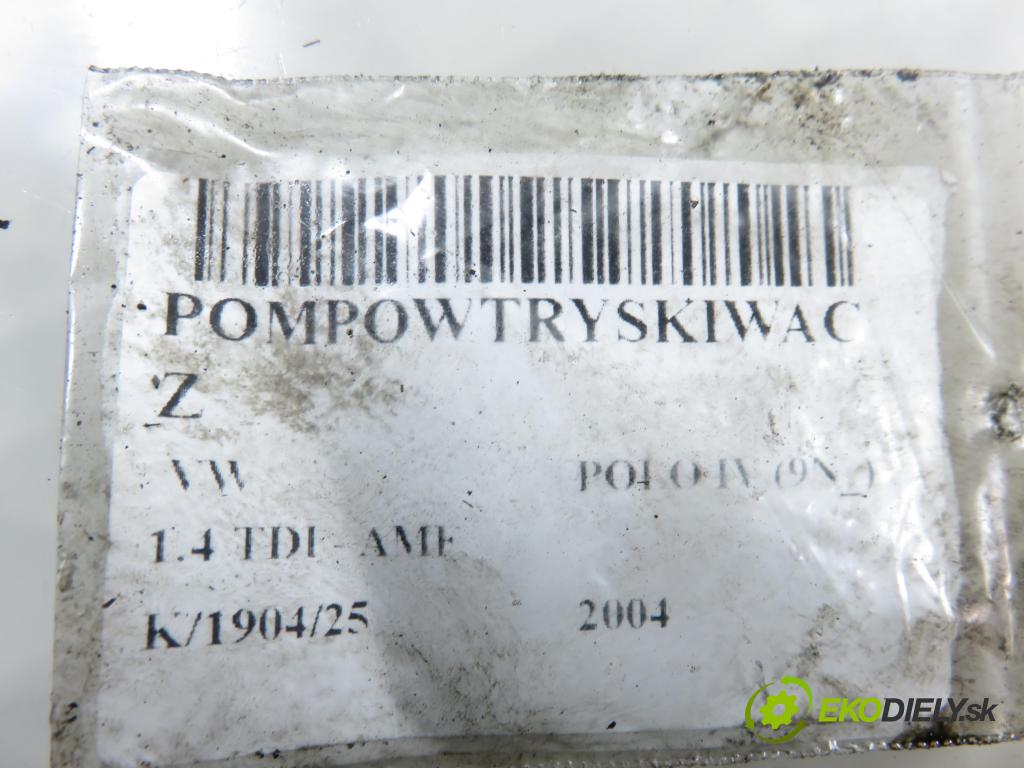 POMPOWTRYSKIWAC
Z
VW POLO IV (9N_)
1.4 TDI - AMF
K/1904/25 2004
EKODIELY.sk